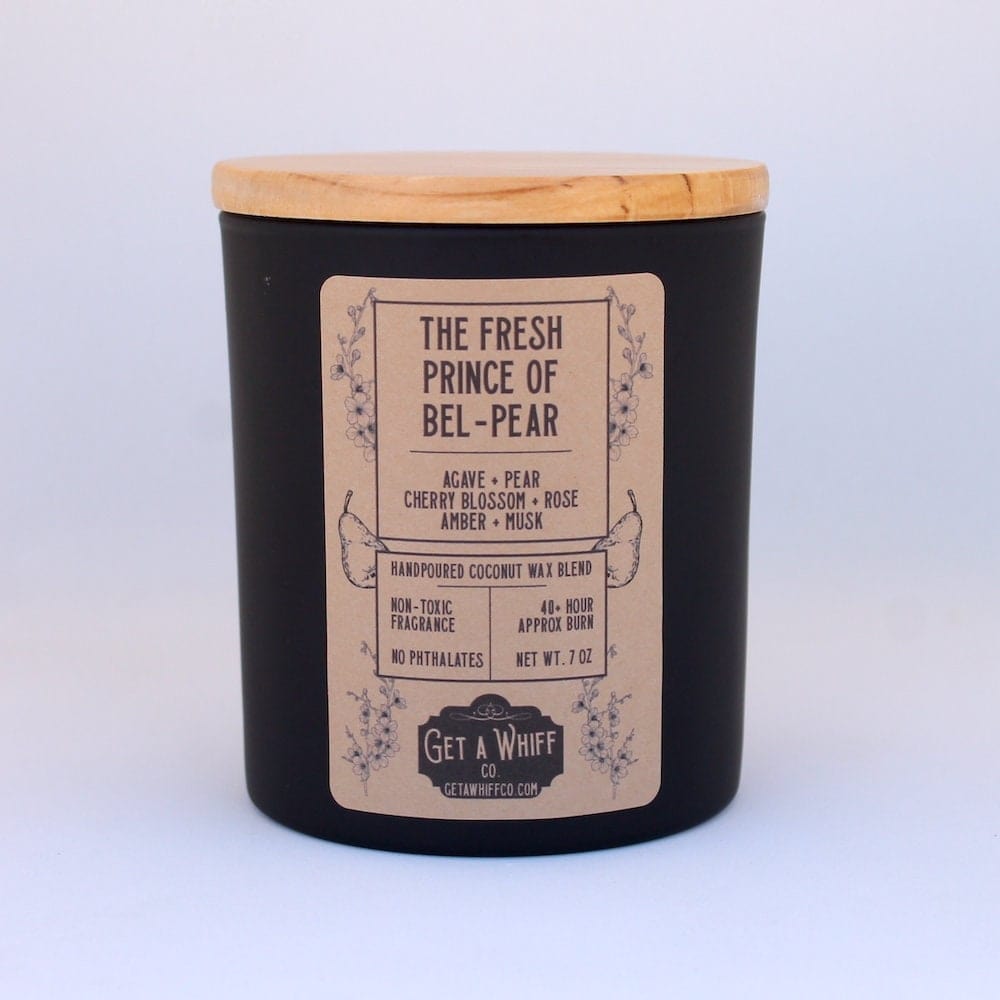 THE FRESH
PRINCE OF
BEL-PEAR
AGAVE + PEAR
CHERRY BLOSSOM + ROSE
AMBER + MUSK
HANDPOURED COCONUT WAX BLEND
NON-TOXIC
FRAGRANCE
NO PHTHALATES
40+ HOUR
APPROX BURN
NET WT. 7 OZ
GET A WHIFF
CO.
GETAWHIFFCO.COM